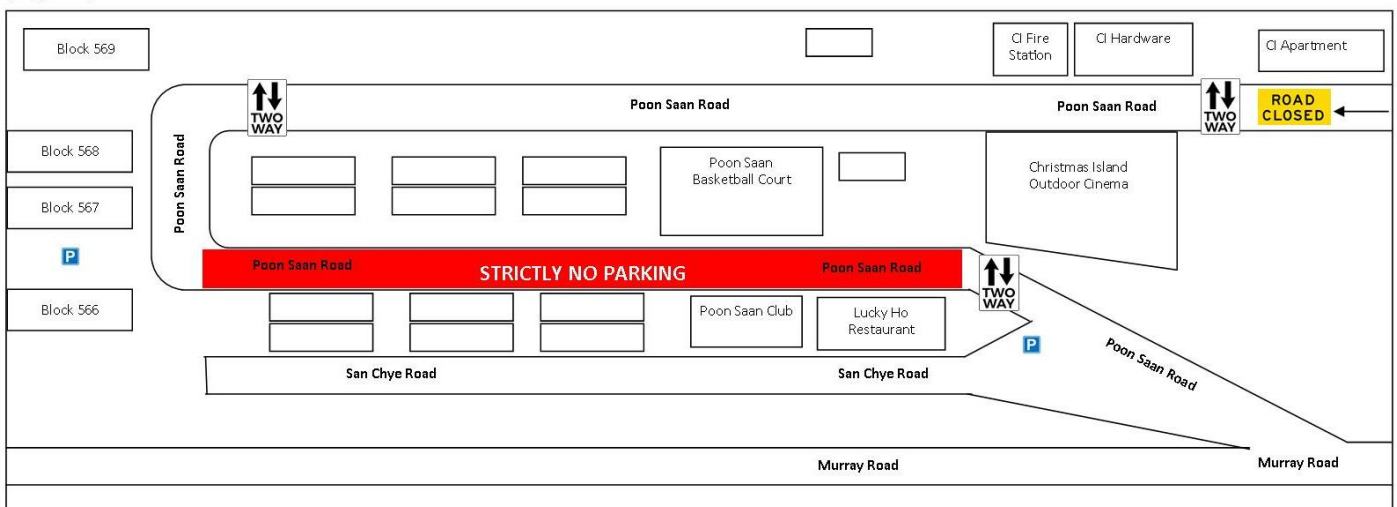 Block 569
CI Fire
Station
CI Hardware
CI Apartment
TWO
WAY
Poon Saan Road
Poon Saan Road
TWO
WAY
ROAD
CLOSED
Block 568
Poon Saan Road
Poon Saan
Basketball Court
Christmas Island
Outdoor Cinema
Block 567
P
Poon Saan Road
STRICTLY NO PARKING
Poon Saan Road
TWO
WAY
Block 566
Poon Saan Club
Lucky Ho
Restaurant
P
Poon Saan Road
San Chye Road
San Chye Road
Murray Road
Murray Road